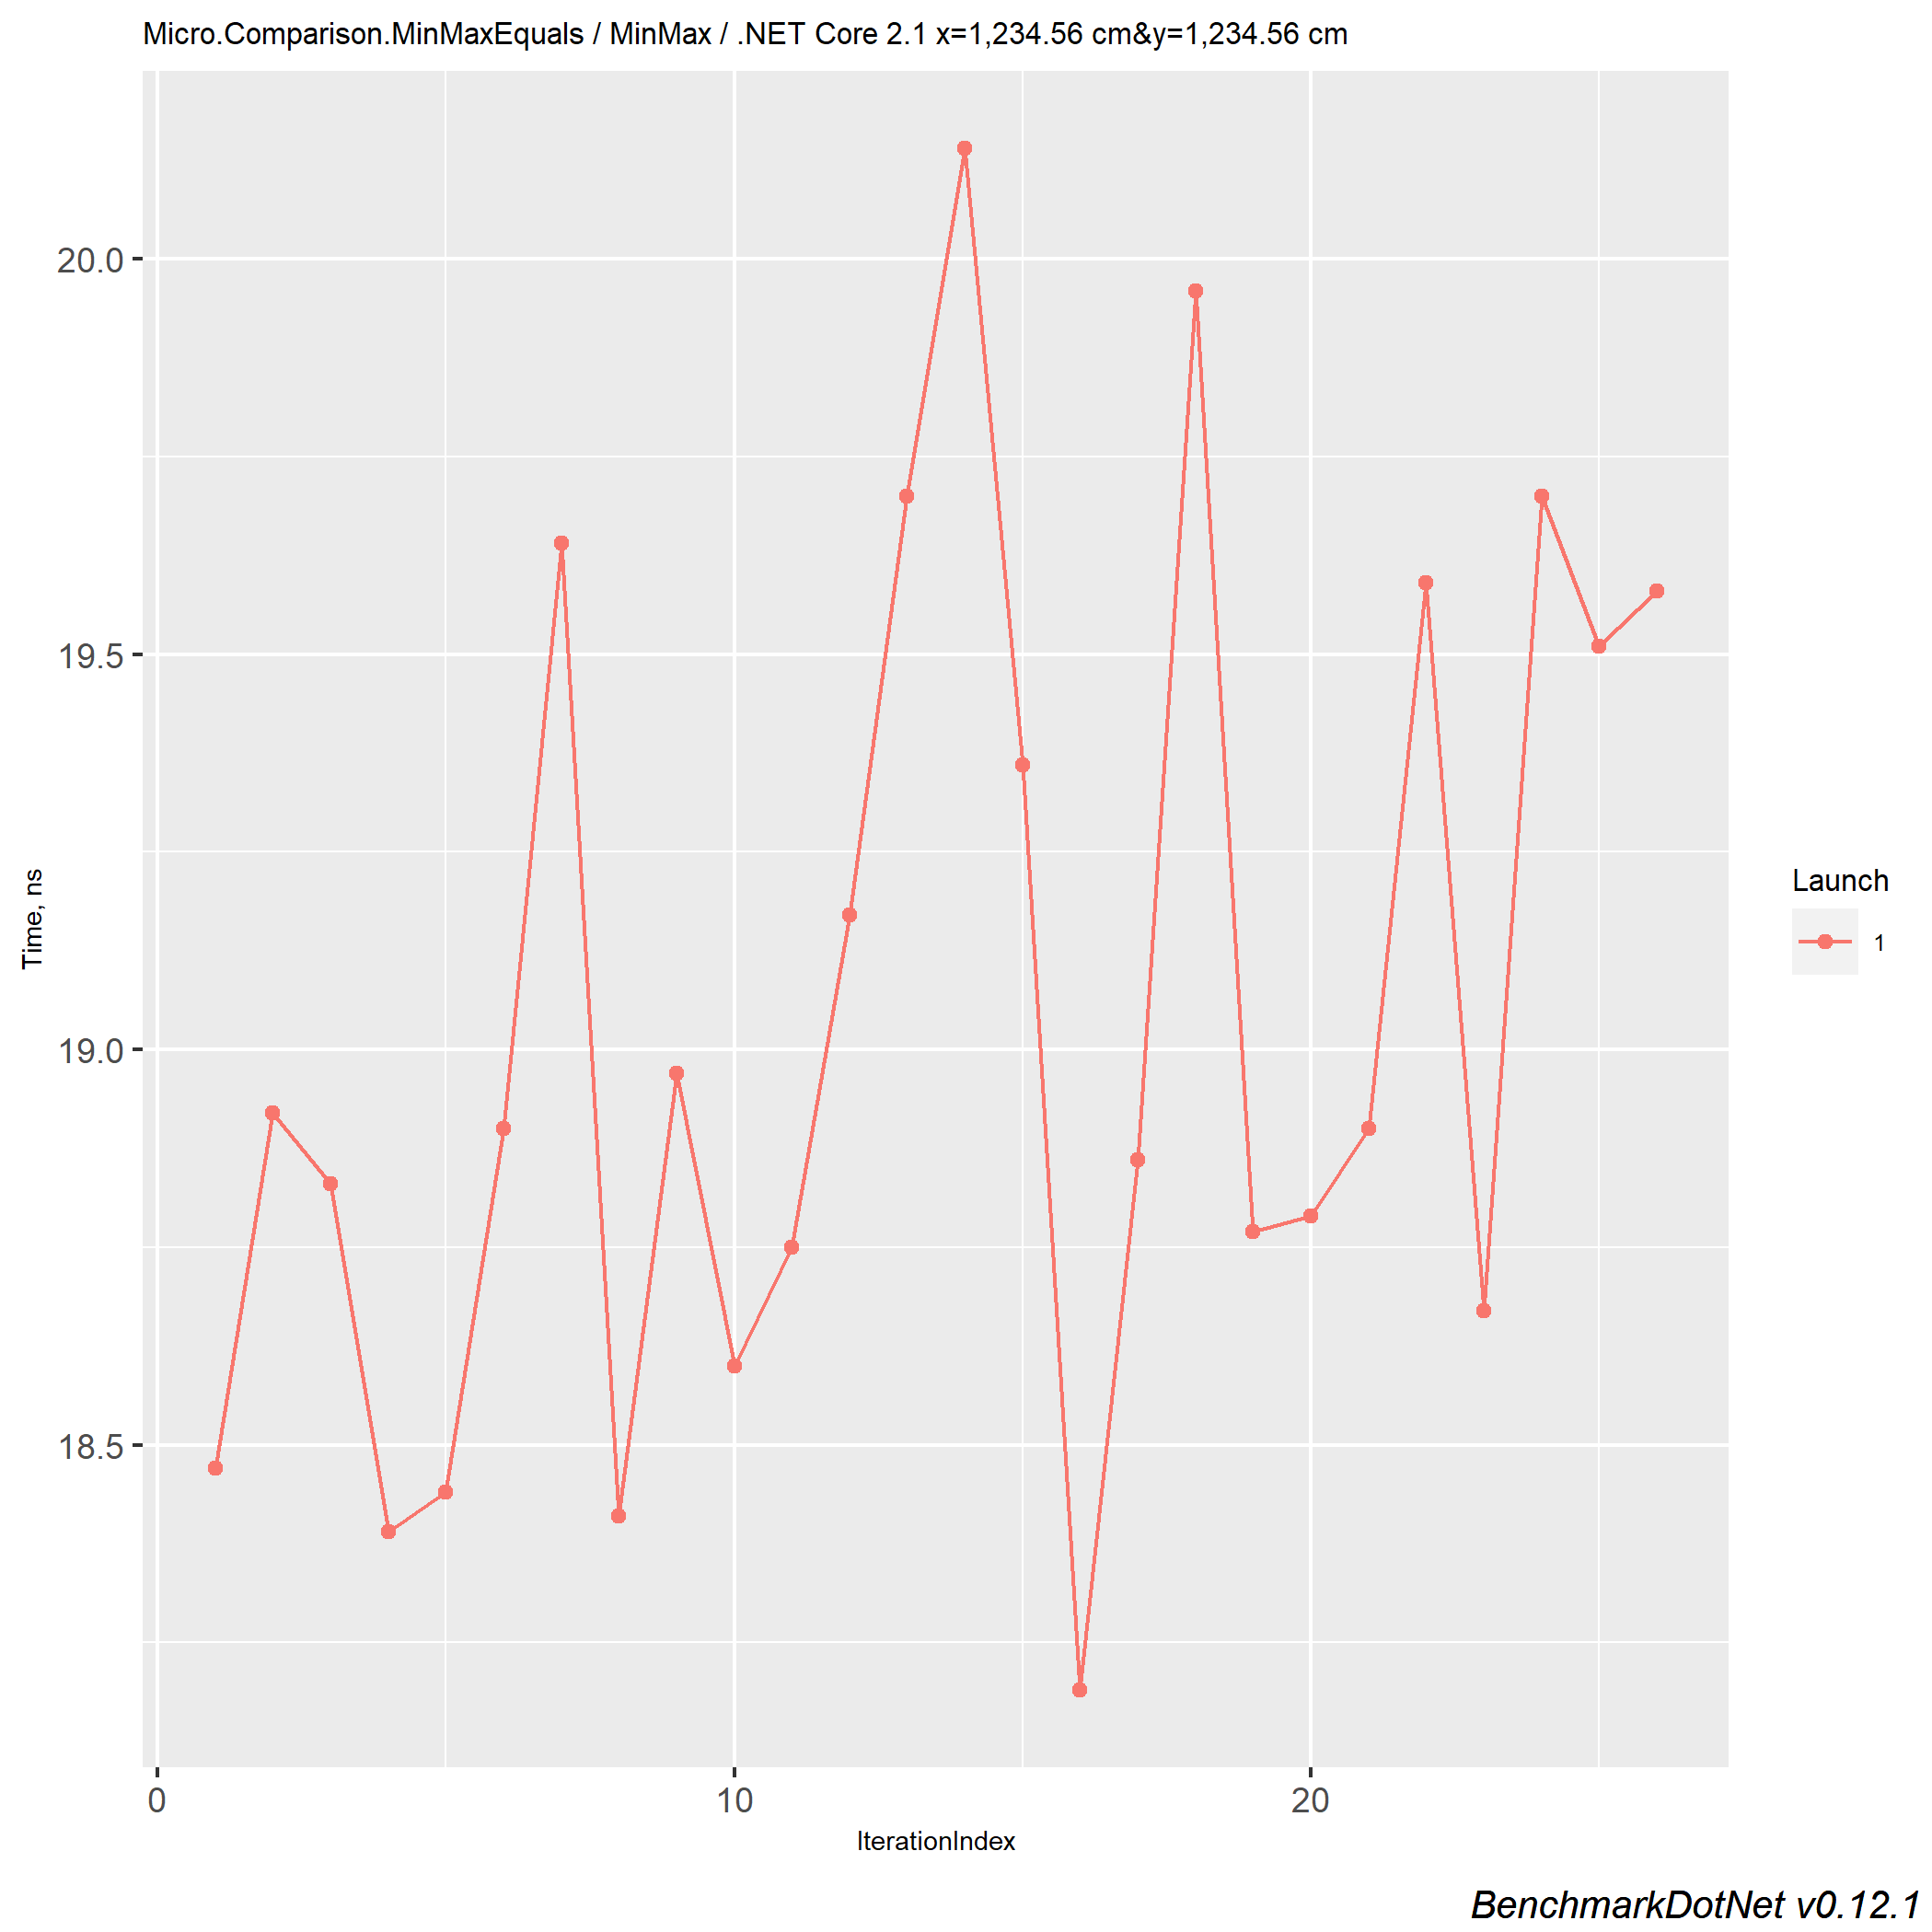 Micro.Comparison.MinMaxEquals / MinMax / .NET Core 2.1 x=1,234.56 cm&y=1,234.56 cm
20.0
19.5
19.0
18.5
Time, ns
0 10 20
IterationIndex
Launch
1
BenchmarkDotNet v0.12.1